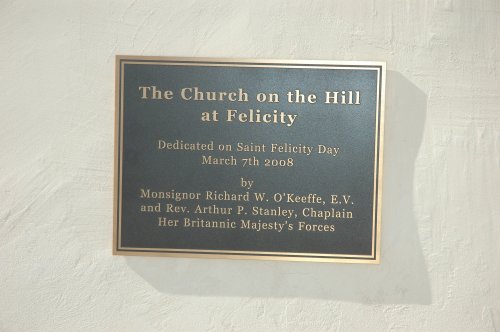 The Church on the Hill
at Felicity
Dedicated on Saint Felicity Day
March 7th 2008
by
Monsignor Richard W. O'Keeffe, E.V.
and Rev. Arthur P. Stanley, Chaplain
Her Britannic Majesty's Forces